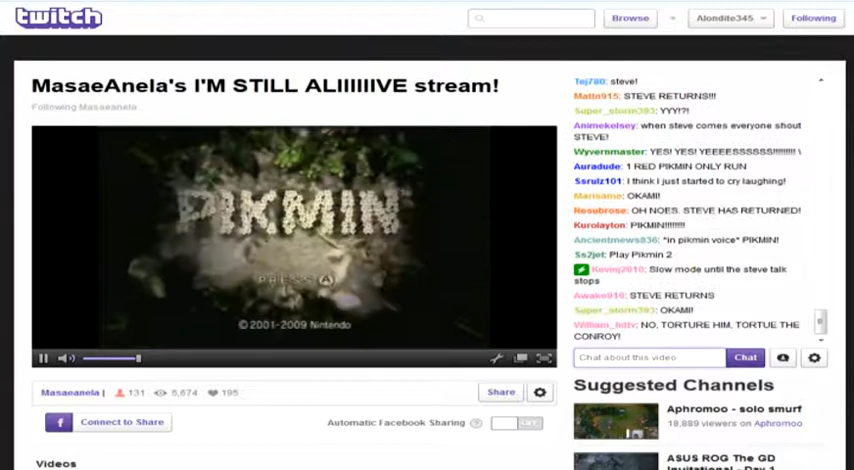 twitch
Browse
Alondite345
Following
MasaeAnela's I'M STILL ALIIIIIIVE stream!
Following Masaeanela
PIKMIN
PRESS A
© 2001-2009 Nintendo
Masaeanela | 131 5,674 195
Share
f Connect to Share
Automatic Facebook Sharing ? OFF
Videos
Tej780: steve!
Mattn915: STEVE RETURNS!!!
Super_storm393: YYY!?!
Animekelsey: when steve comes everyone shout
STEVE!
Wyvernmaster: YES! YES! YEEEESSSSSS!!!!!!!!! \
Auradude: 1 RED PIKMIN ONLY RUN
Ssrulz101: I think I just started to cry laughing!
Marisame: OKAMI!
Resubrose: OH NOES. STEVE HAS RETURNED!
Kurolayton: PIKMIN!!!!!!!!
Ancientnews836: *in pikmin voice* PIKMIN!
Ss2jet: Play Pikmin 2
Kevinj2010: Slow mode until the steve talk
stops
Awake916: STEVE RETURNS
Super_storm393: OKAMI!
William_hdtv: NO, TORTURE HIM, TORTUE THE
CONROY!
Chat about this video
Chat
Suggested Channels
Aphromoo - solo smurf
18,889 viewers on Aphromoo
ASUS ROG The GD
Invitational - Day 1